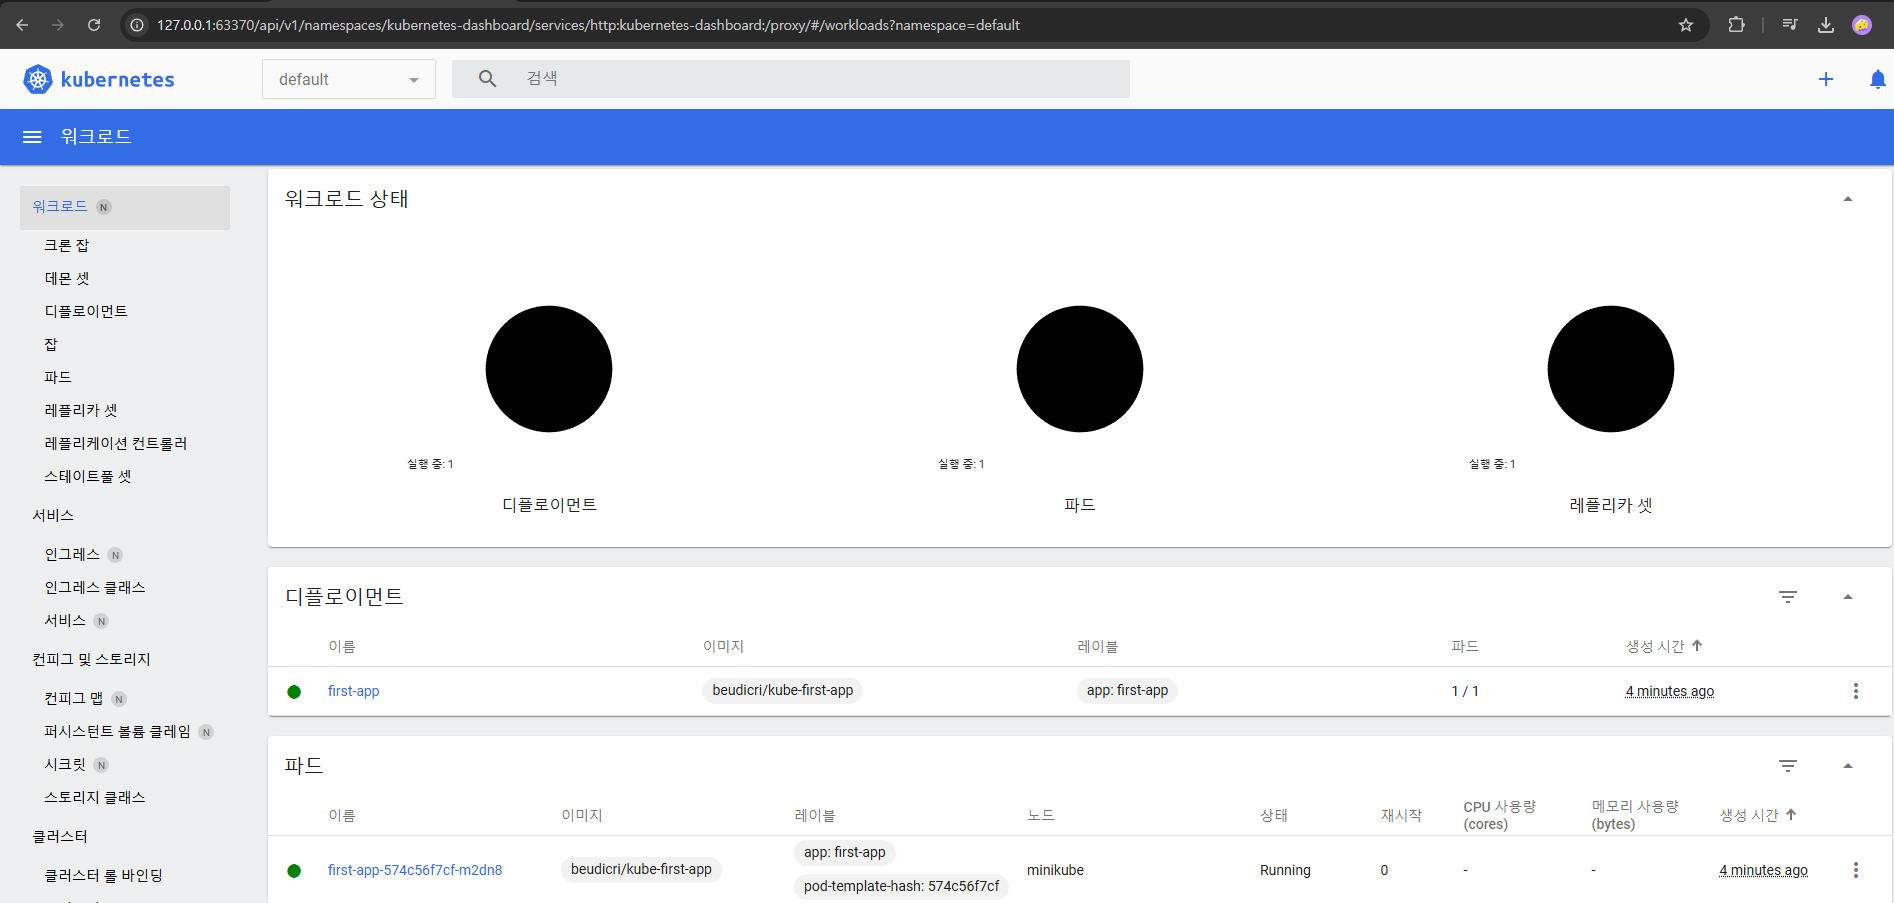 127.0.0.1:63370/api/v1/namespaces/kubernetes-dashboard/services/http:kubernetes-dashboard:/proxy/#/workloads?namespace=default
kubernetes
default
검색
워크로드
워크로드 N
크론 잡
데몬 셋
디플로이먼트
잡
파드
레플리카 셋
레플리케이션 컨트롤러
스테이트풀 셋
서비스
인그레스 N
인그레스 클래스
서비스 N
컨피그 및 스토리지
컨피그 맵 N
퍼시스턴트 볼륨 클레임 N
시크릿 N
스토리지 클래스
클러스터
클러스터 롤 바인딩
워크로드 상태
실행 중: 1
디플로이먼트
실행 중: 1
파드
실행 중: 1
레플리카 셋
디플로이먼트
이름 이미지 레이블 파드 생성 시간
first-app beudicri/kube-first-app app: first-app 1 / 1 4 minutes ago
파드
이름 이미지 레이블 노드 상태 재시작 CPU 사용량 (cores) 메모리 사용량 (bytes) 생성 시간
first-app-574c56f7cf-m2dn8 beudicri/kube-first-app app: first-app minikube Running 0 - - 4 minutes ago
pod-template-hash: 574c56f7cf